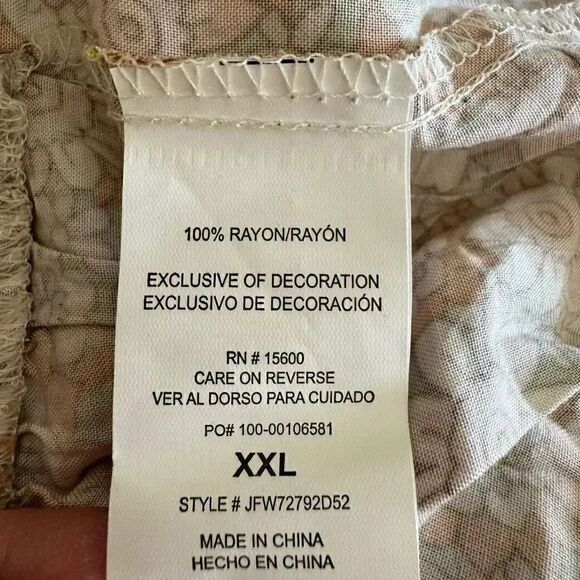 100% RAYON/RAYÓN
EXCLUSIVE OF DECORATION
EXCLUSIVO DE DECORACIÓN
RN # 15600
CARE ON REVERSE
VER AL DORSO PARA CUIDADO
PO# 100-00106581
XXL
STYLE # JFW72792D52
MADE IN CHINA
HECHO EN CHINA